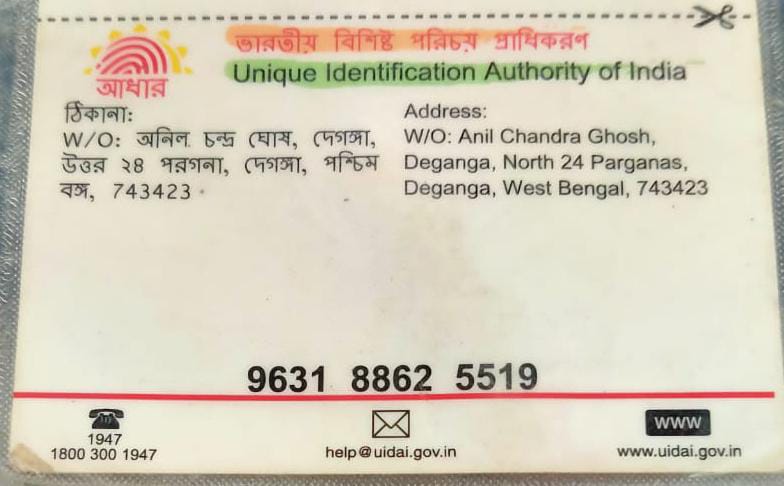 ভারতীয় বিশিষ্ট পরিচয় প্রাধিকরণ
Unique Identification Authority of India
আধার
ঠিকানা:
W/O: অনিল চন্দ্র ঘোষ, দেগঙ্গা,
উত্তর ২৪ পরগনা, দেগঙ্গা, পশ্চিম
বঙ্গ, 743423
Address:
W/O: Anil Chandra Ghosh,
Deganga, North 24 Parganas,
Deganga, West Bengal, 743423
9631 8862 5519
1947
1800 300 1947
help@uidai.gov.in
www
www.uidai.gov.in